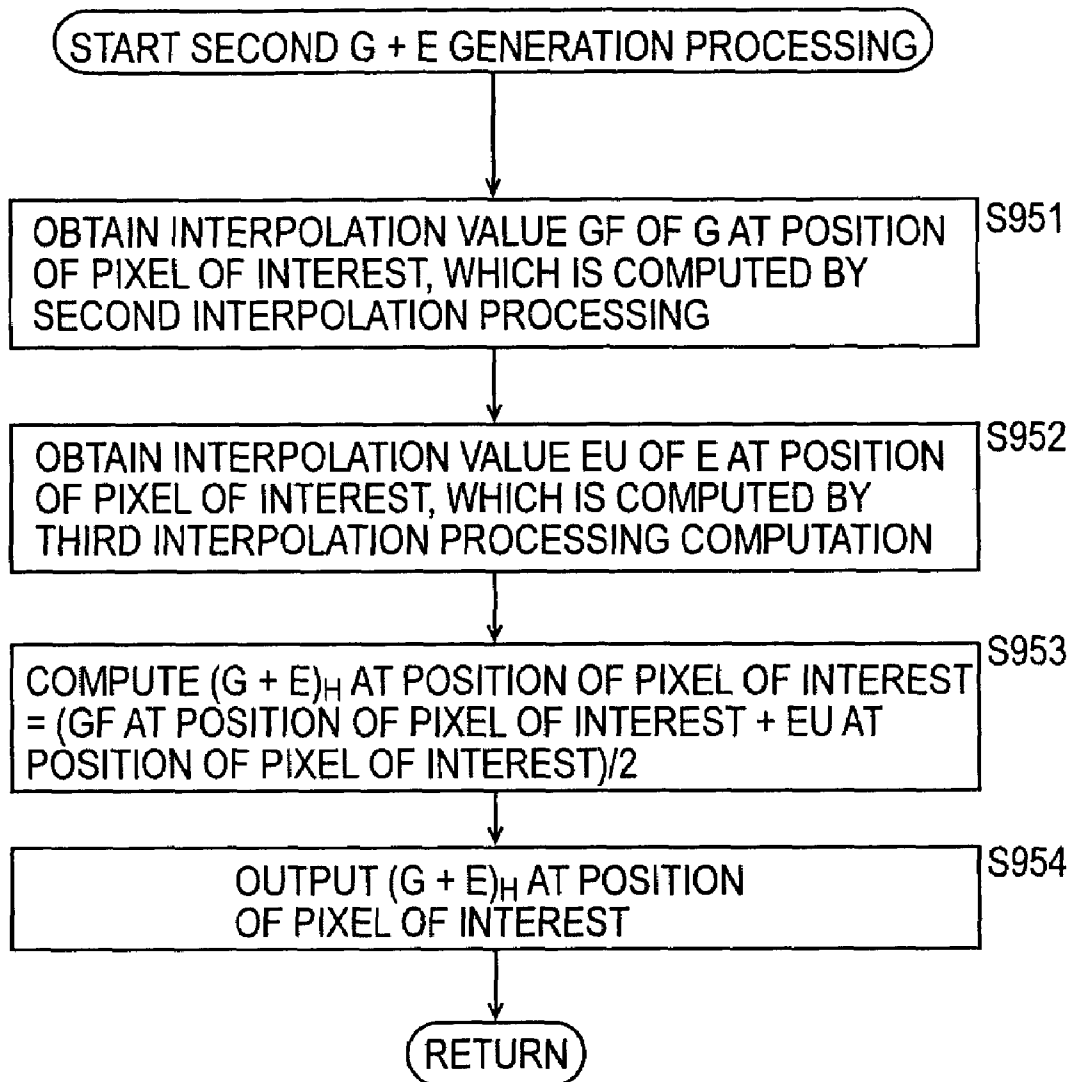 START SECOND G + E GENERATION PROCESSING
S951
OBTAIN INTERPOLATION VALUE GF OF G AT POSITION
OF PIXEL OF INTEREST, WHICH IS COMPUTED BY
SECOND INTERPOLATION PROCESSING
S952
OBTAIN INTERPOLATION VALUE EU OF E AT POSITION
OF PIXEL OF INTEREST, WHICH IS COMPUTED BY
THIRD INTERPOLATION PROCESSING COMPUTATION
S953
COMPUTE (G + E)H AT POSITION OF PIXEL OF INTEREST
= (GF AT POSITION OF PIXEL OF INTEREST + EU AT
POSITION OF PIXEL OF INTEREST)/2
S954
OUTPUT (G + E)H AT POSITION
OF PIXEL OF INTEREST
RETURN